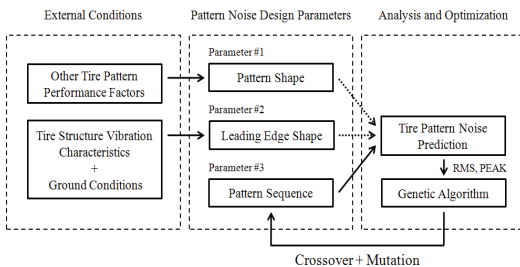 External Conditions
Pattern Noise Design Parameters
Analysis and Optimization
Other Tire Pattern
Performance Factors
Tire Structure Vibration
Characteristics
+
Ground Conditions
Parameter #1
Pattern Shape
Parameter #2
Leading Edge Shape
Parameter #3
Pattern Sequence
Tire Pattern Noise
Prediction
RMS, PEAK
Genetic Algorithm
Crossover + Mutation